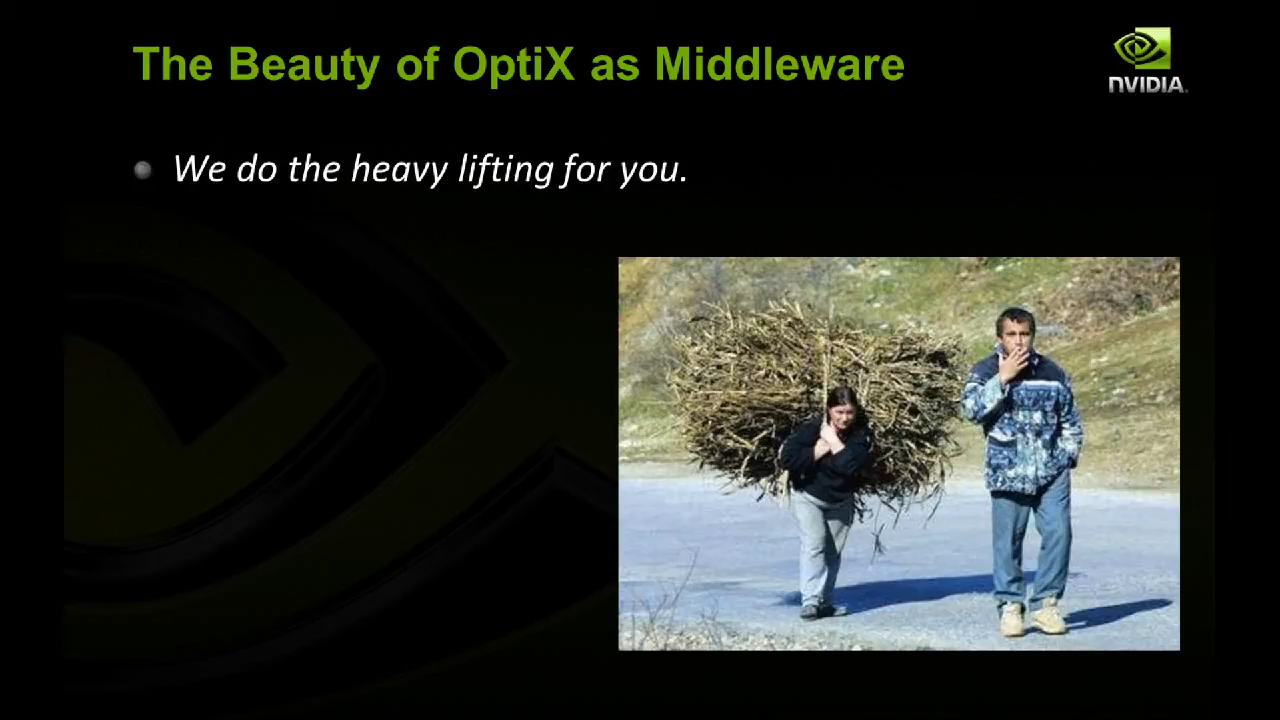 The Beauty of OptiX as Middleware
NVIDIA
We do the heavy lifting for you.